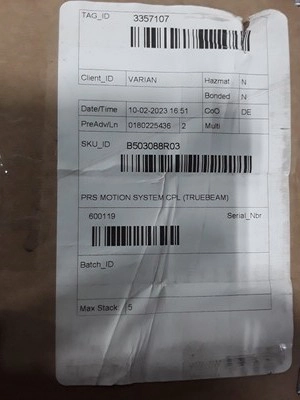 TAG_ID 3357107
Client_ID VARIAN Hazmat N
Bonded N
Date/Time 10-02-2023 16:51 CoO DE
PreAdv/Ln 0180225436 2 Multi
SKU_ID B503088R03
PRS MOTION SYSTEM CPL (TRUEBEAM)
600119 Serial_Nbr
Batch_ID
Max Stack: 5